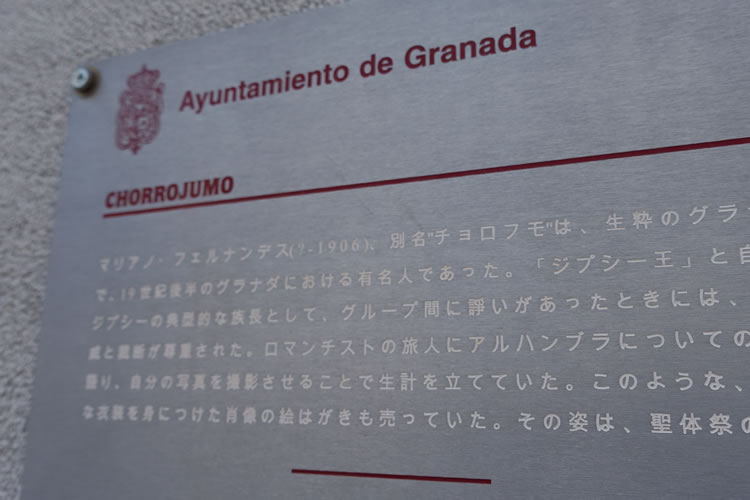 Ayuntamiento de Granada
CHORROJUMO
マリアノ・フェルナンデス(?-1906)、別名"チョロフモ"は、生粋のグラ
で、19世紀後半のグラナダにおける有名人であった。「ジプシー王」と自
ジプシーの典型的な族長として、グループ間に諍いがあったときには、
威と裁断が尊重された。ロマンチストの旅人にアルハンブラについての
語り、自分の写真を撮影させることで生計を立てていた。このような、
な衣装を身につけた肖像の絵はがきも売っていた。その姿は、聖体祭の